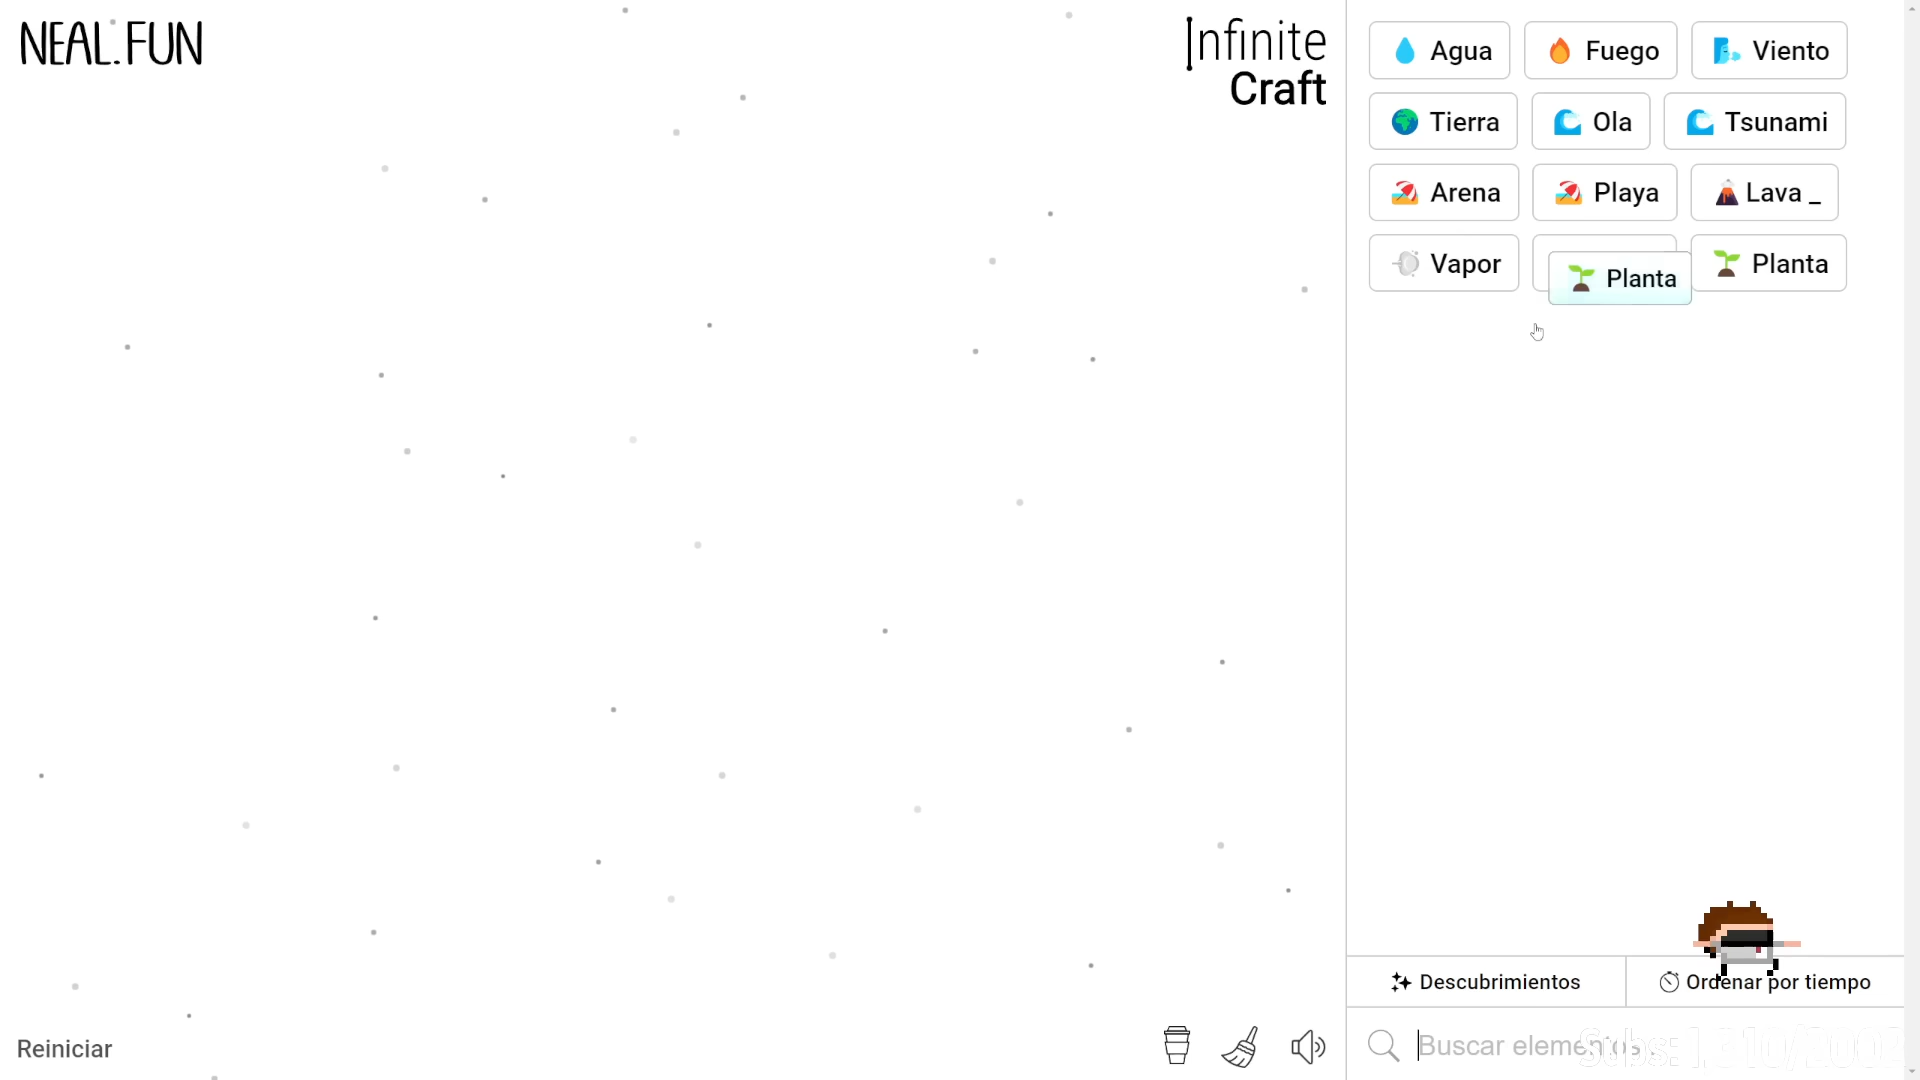 NEAL.FUN
Infinite
Craft
Agua
Fuego
Viento
Tierra
Ola
Tsunami
Arena
Playa
Lava _
Vapor
Planta
Planta
Descubrimientos
Ordenar por tiempo
Reiniciar
Buscar elementos